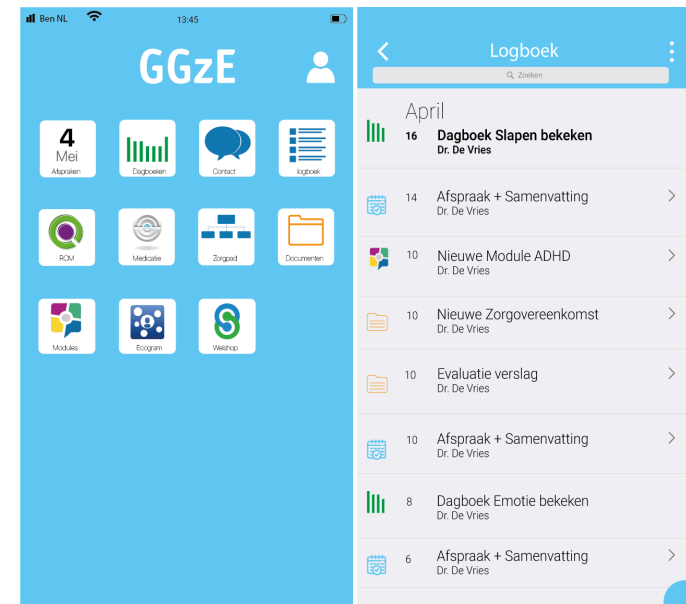 Ben NL 13:45
GGzE
4
Mei
Afspraken Dagboeken Contact logboek
ROM Medicatie Zorgpad Documenten
Modules Ecogram Welshop
Logboek
Zoeken
April
16 Dagboek Slapen bekeken
Dr. De Vries
14 Afspraak + Samenvatting
Dr. De Vries
10 Nieuwe Module ADHD
Dr. De Vries
10 Nieuwe Zorgovereenkomst
Dr. De Vries
10 Evaluatie verslag
Dr. De Vries
10 Afspraak + Samenvatting
Dr. De Vries
8 Dagboek Emotie bekeken
Dr. De Vries
6 Afspraak + Samenvatting
Dr. De Vries